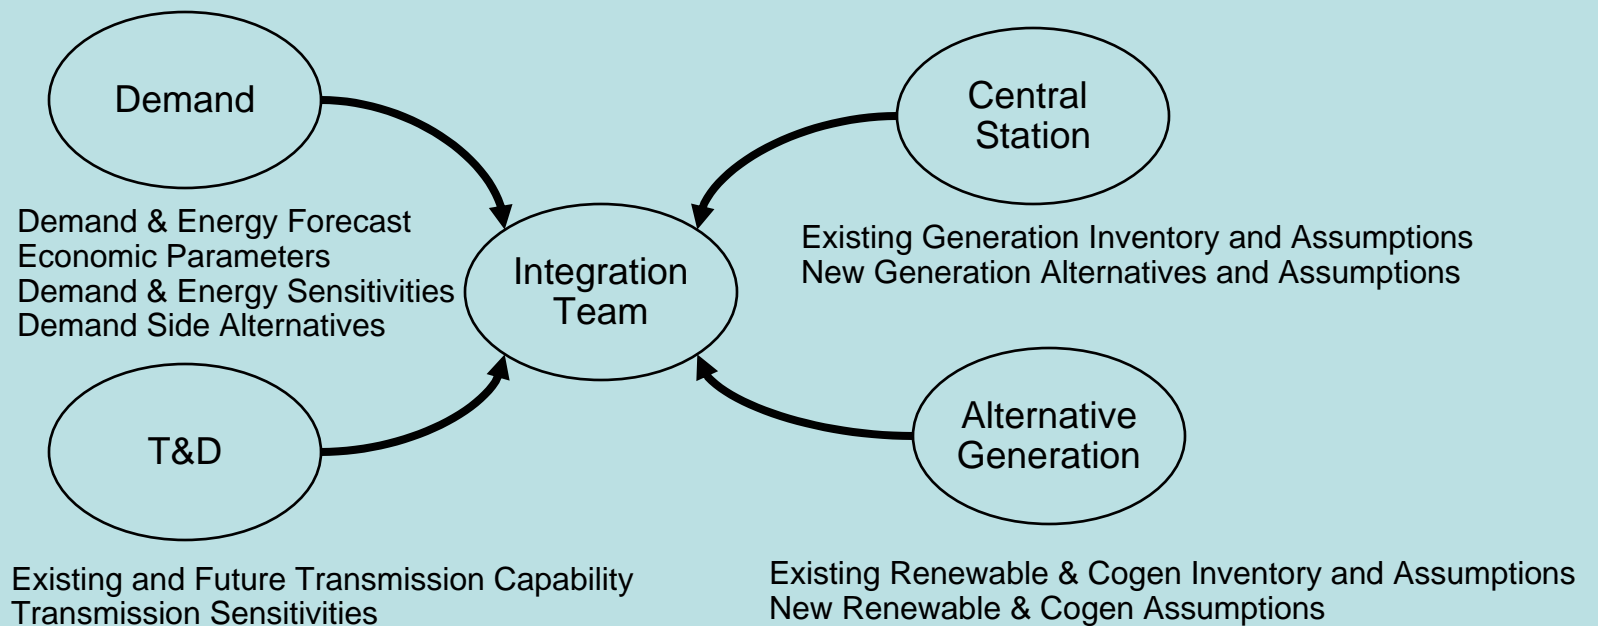 Demand
Demand & Energy Forecast
Economic Parameters
Demand & Energy Sensitivities
Demand Side Alternatives
Central
Station
Existing Generation Inventory and Assumptions
New Generation Alternatives and Assumptions
Integration
Team
T&D
Existing and Future Transmission Capability
Transmission Sensitivities
Alternative
Generation
Existing Renewable & Cogen Inventory and Assumptions
New Renewable & Cogen Assumptions